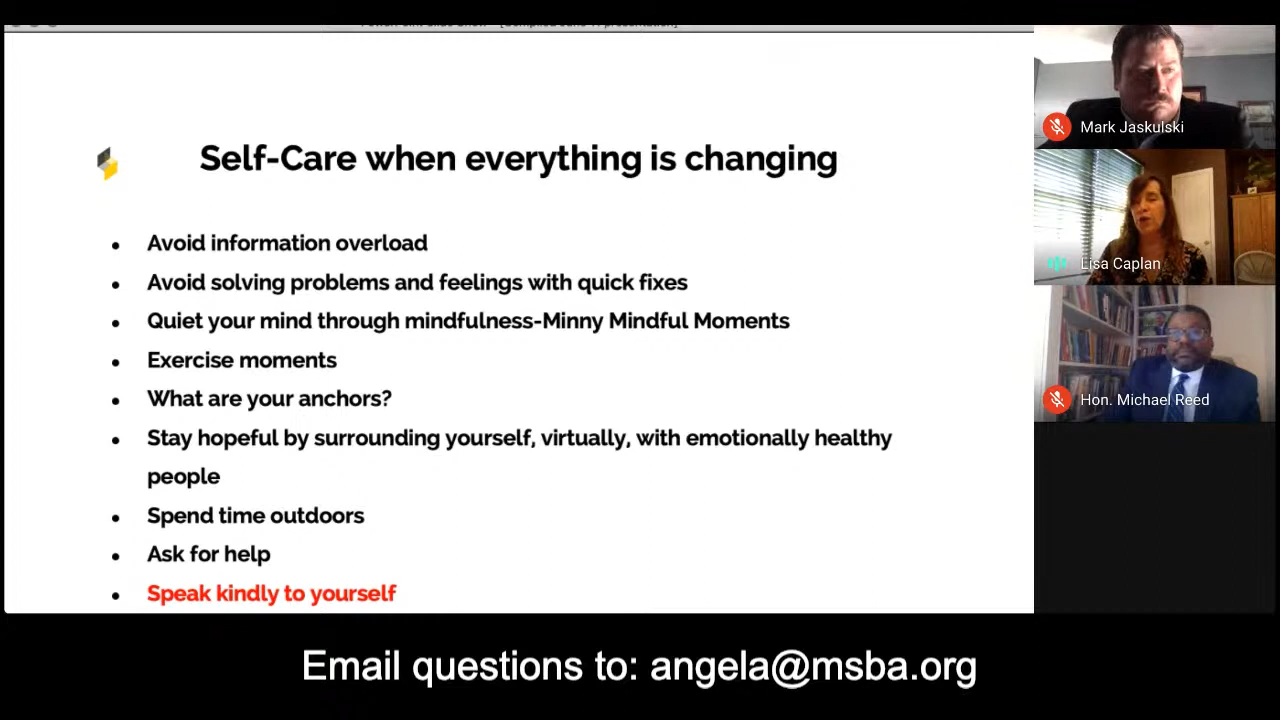 Self-Care when everything is changing
Avoid information overload
Avoid solving problems and feelings with quick fixes
Quiet your mind through mindfulness-Minny Mindful Moments
Exercise moments
What are your anchors?
Stay hopeful by surrounding yourself, virtually, with emotionally healthy
people
Spend time outdoors
Ask for help
Speak kindly to yourself
Mark Jaskulski
Lisa Caplan
Hon. Michael Reed
Email questions to: angela@msba.org